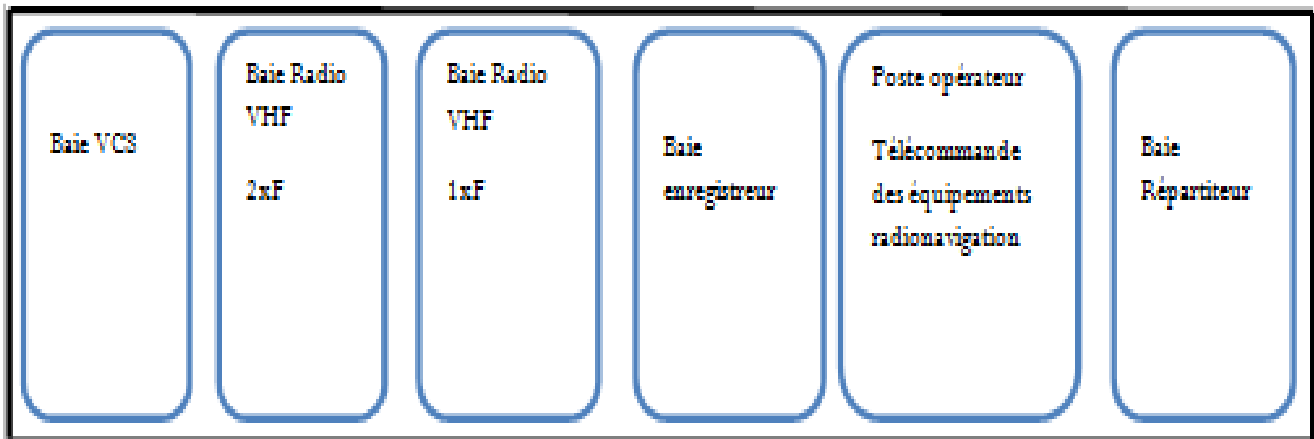 Baie VCS
Baie Radio
VHF
2xF
Baie Radio
VHF
1xF
Baie
enregistreur
Poste opérateur
Télécommande
des équipements
radionavigation
Baie
Répartiteur